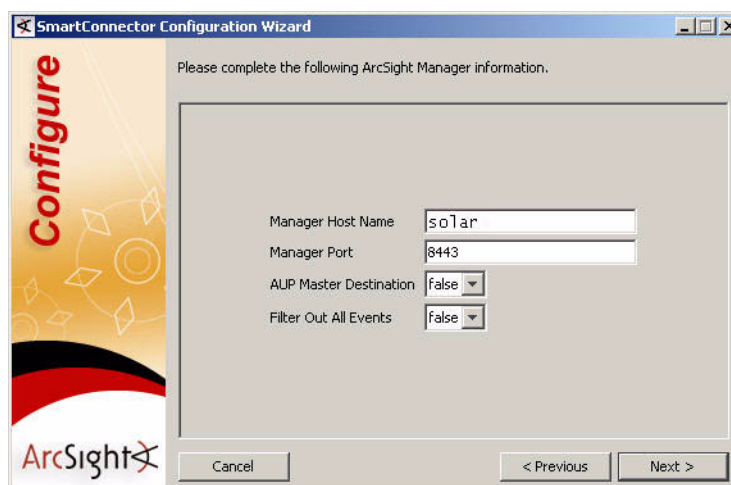 SmartConnector Configuration Wizard
Configure
Please complete the following ArcSight Manager information.
Manager Host Name solar
Manager Port 8443
AUP Master Destination false
Filter Out All Events false
ArcSight
Cancel < Previous Next >